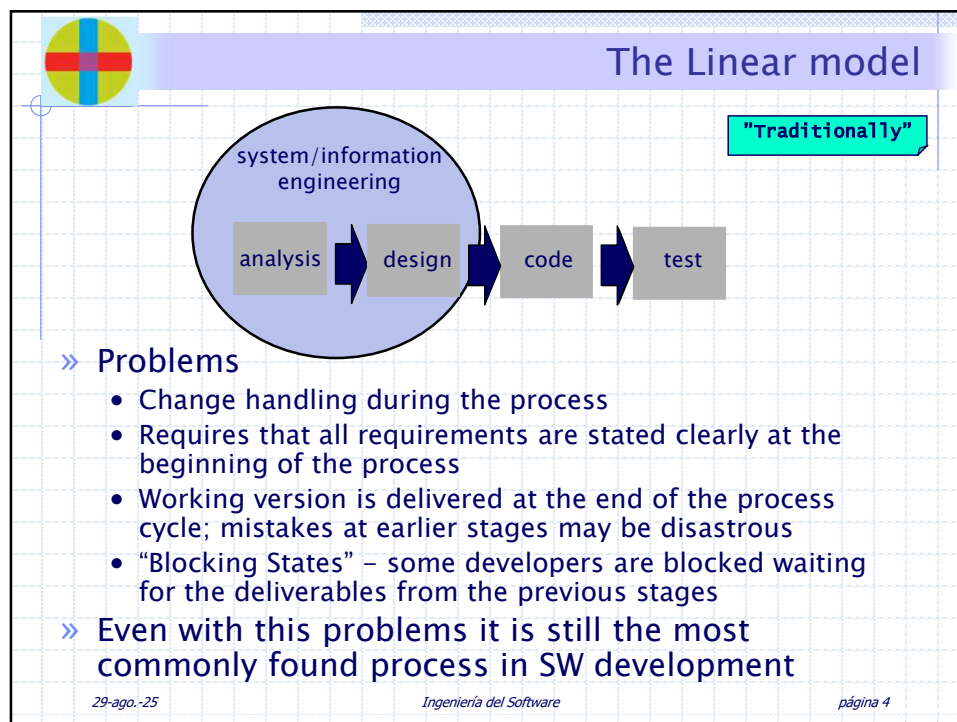 The Linear model
"Traditionally"
system/information
engineering
analysis
design
code
test
» Problems
• Change handling during the process
• Requires that all requirements are stated clearly at the
beginning of the process
• Working version is delivered at the end of the process
cycle; mistakes at earlier stages may be disastrous
• “Blocking States” – some developers are blocked waiting
for the deliverables from the previous stages
» Even with this problems it is still the most
commonly found process in SW development
29-ago.-25
Ingeniería del Software
página 4